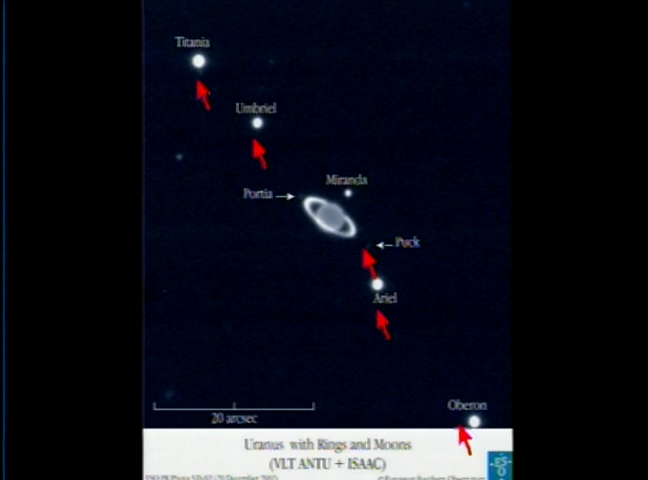 Titania
Umbriel
Miranda
Portia
Puck
Ariel
Oberon
20 arcsec
Uranus with Rings and Moons
(VLT ANTU + ISAAC)